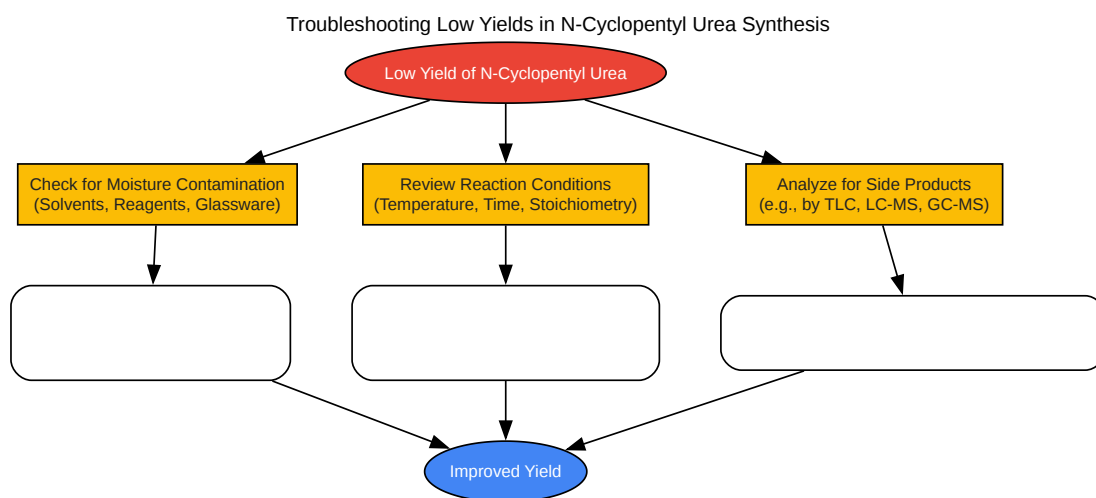 Troubleshooting Low Yields in N-Cyclopentyl Urea Synthesis
Low Yield of N-Cyclopentyl Urea
Check for Moisture Contamination
(Solvents, Reagents, Glassware)
Review Reaction Conditions
(Temperature, Time, Stoichiometry)
Analyze for Side Products
(e.g., by TLC, LC-MS, GC-MS)
Improved Yield